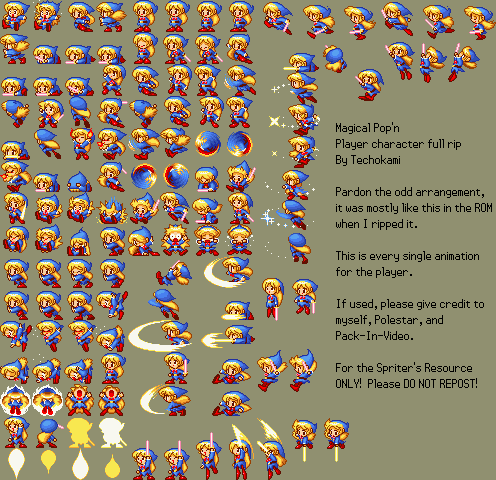 Magical Pop'n
Player character full rip
By Techokami
Pardon the odd arrangement,
it was mostly like this in the ROM
when I ripped it.
This is every single animation
for the player.
If used, please give credit to
myself, Polestar, and
Pack-In-Video.
For the Spriter's Resource
ONLY! Please DO NOT REPOST!